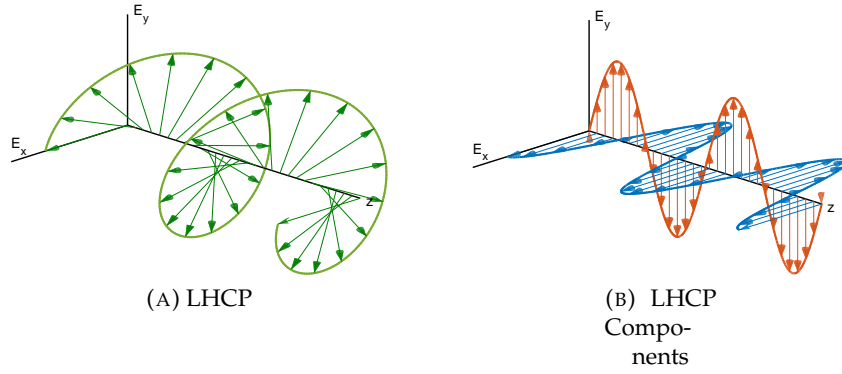 E_y
E_x
z
(A) LHCP
E_y
E_x
z
(B) LHCP
Compo-
nents